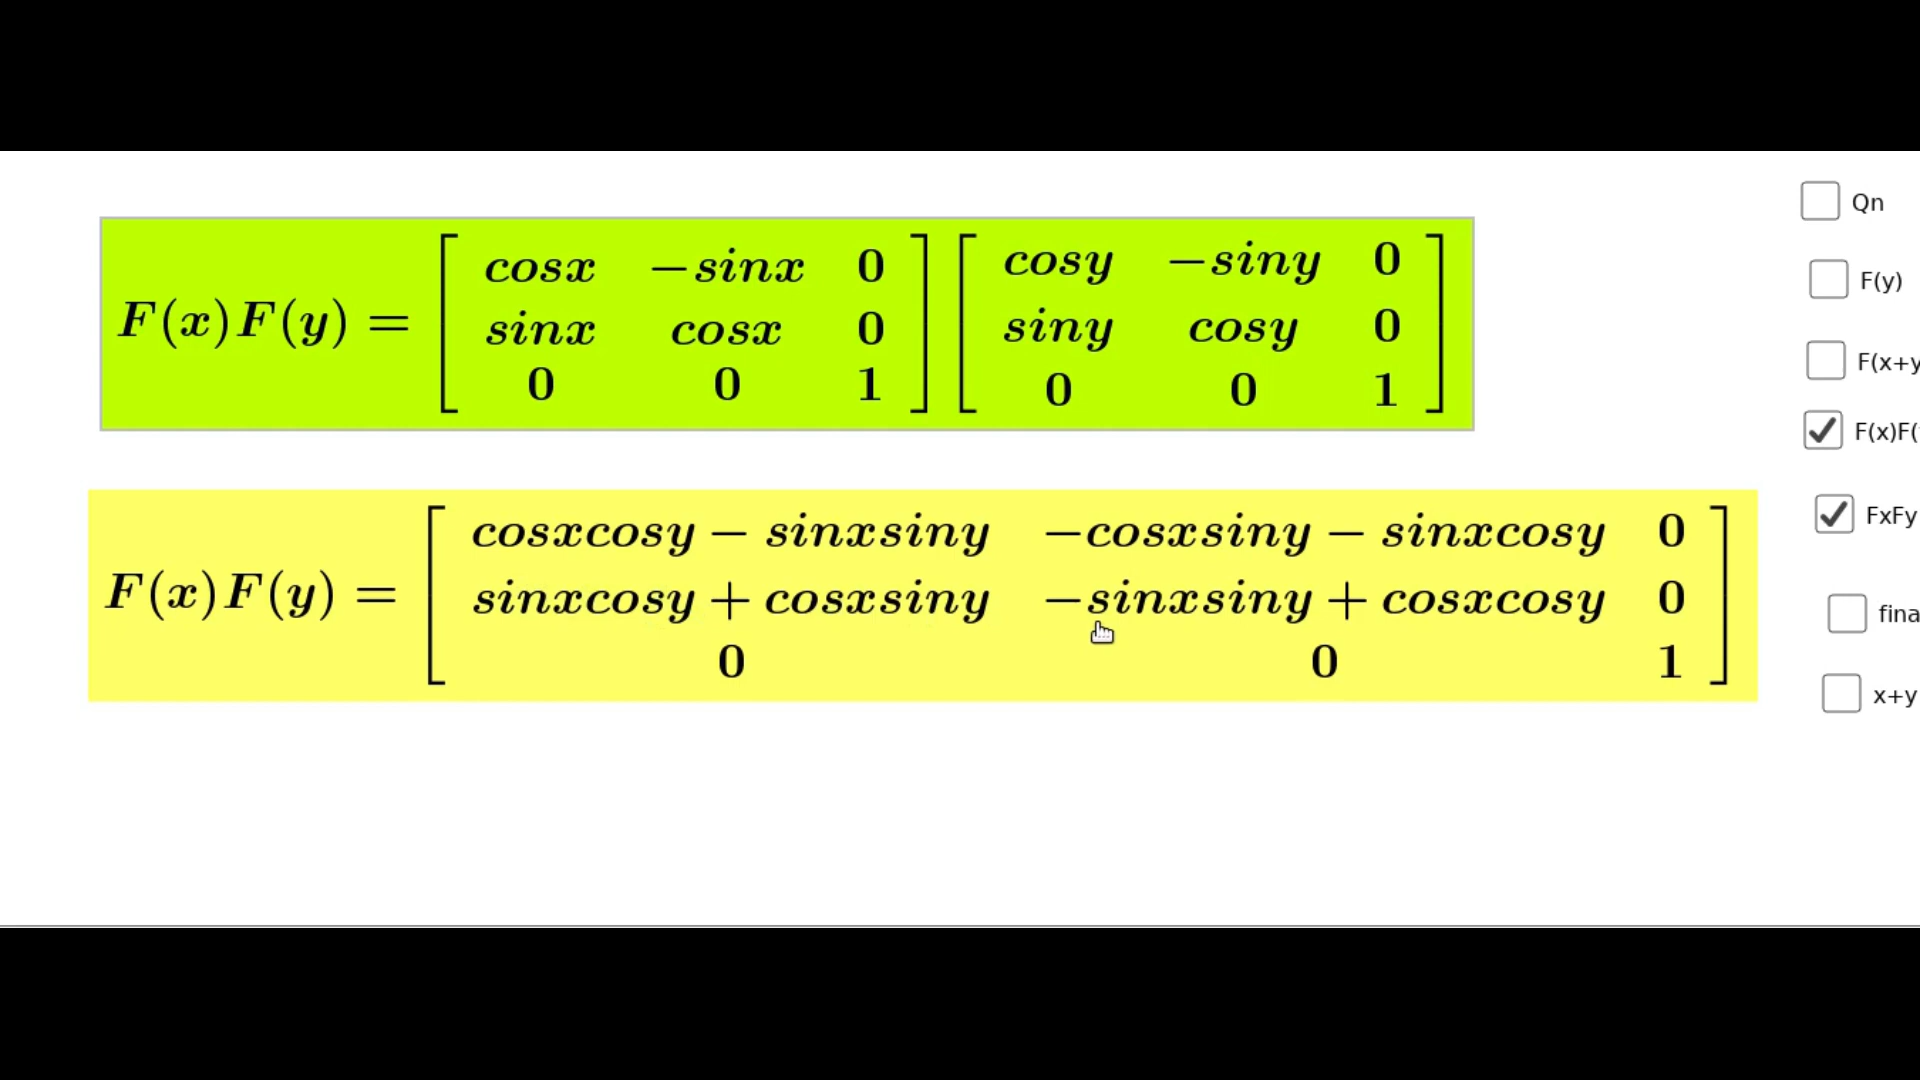 F(x)F(y) = [ cosx −sinx 0 ] [ cosy −siny 0 ]
sinx cosx 0 siny cosy 0
0 0 1 0 0 1
F(x)F(y) = [ cosxcosy − sinxsiny −cosxsiny − sinxcosy 0 ]
sinxcosy + cosxsiny −sinxsiny + cosxcosy 0
0 0 1
Qn
F(y)
F(x+y
F(x)F(
FxFy
fina
x+y